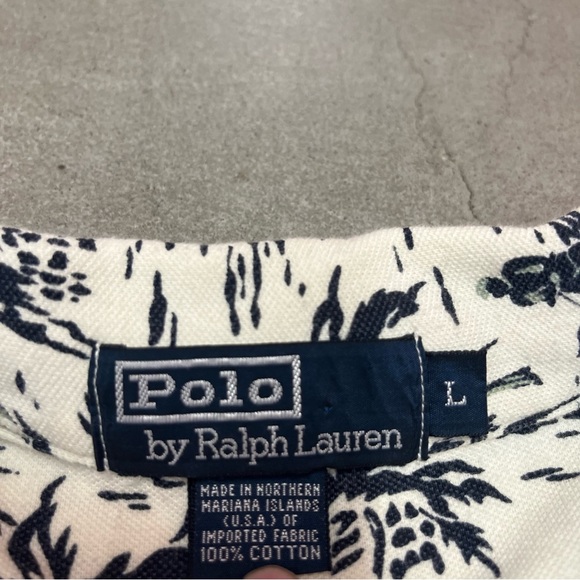 Polo
by Ralph Lauren
L
MADE IN NORTHERN
MARIANA ISLANDS
(U.S.A.) OF
IMPORTED FABRIC
100% COTTON